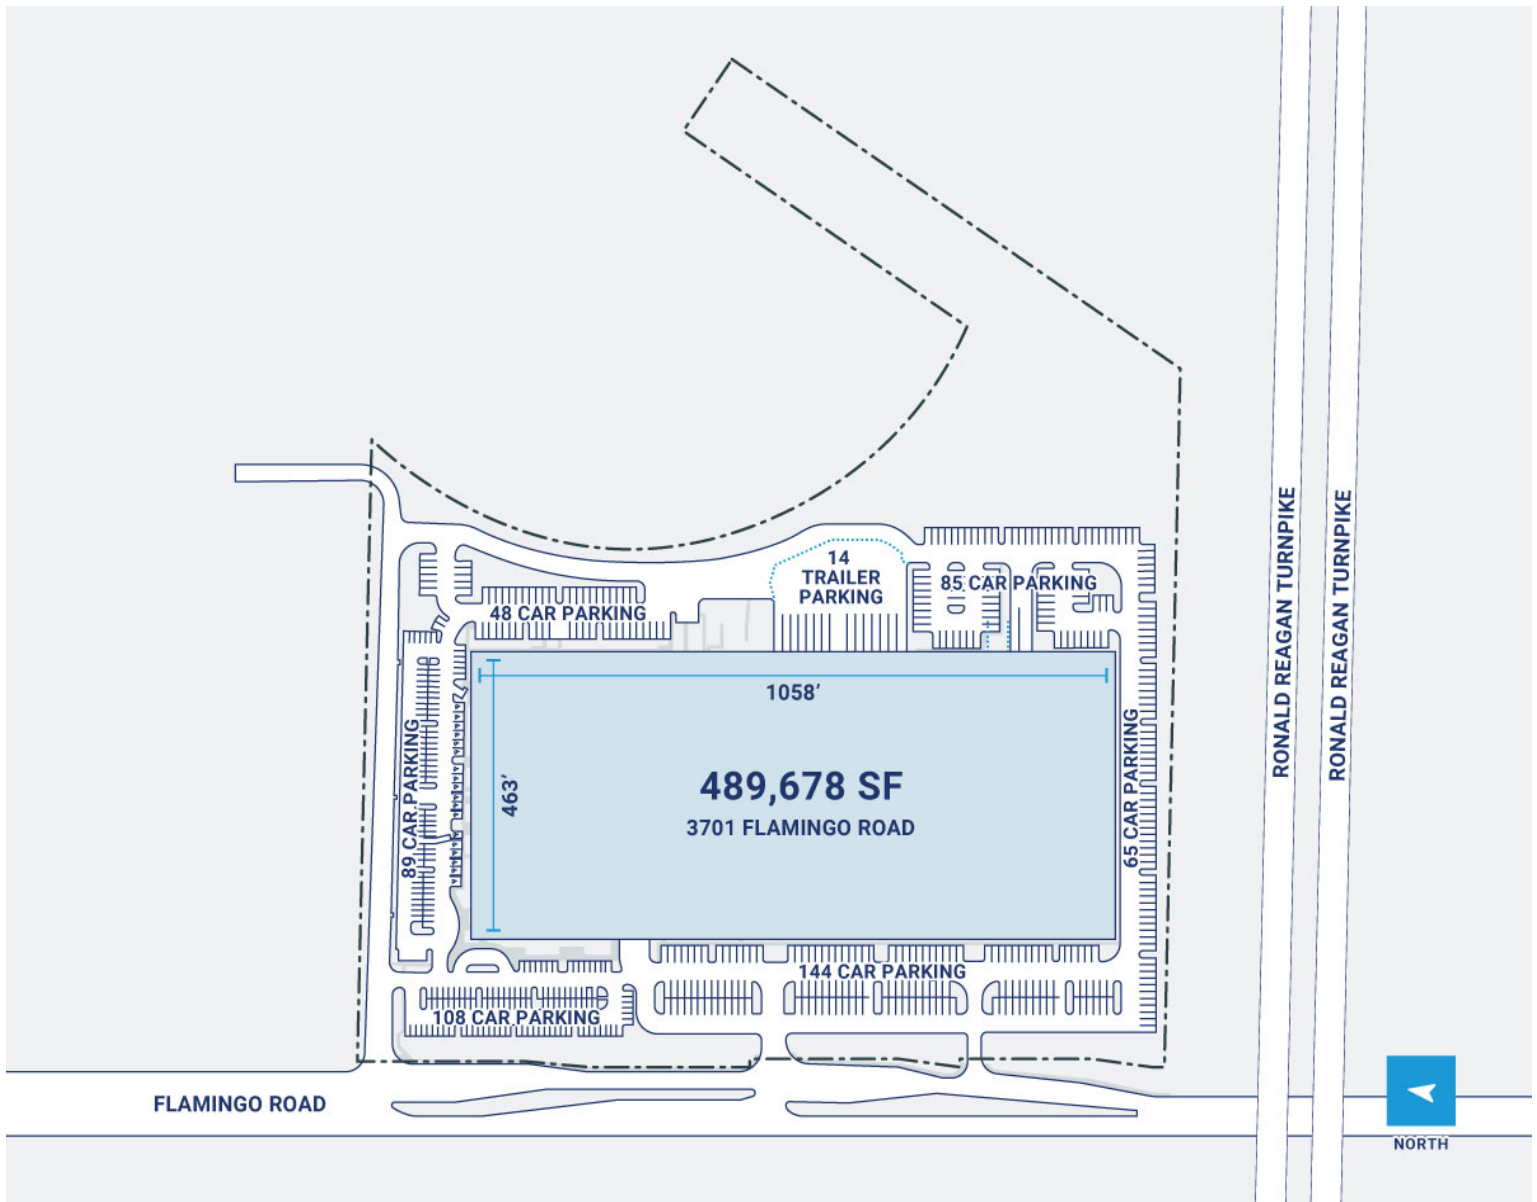 14
TRAILER
PARKING
85 CAR PARKING
48 CAR PARKING
1058’
463’
489,678 SF
3701 FLAMINGO ROAD
89 CAR PARKING
65 CAR PARKING
RONALD REAGAN TURNPIKE
RONALD REAGAN TURNPIKE
144 CAR PARKING
108 CAR PARKING
FLAMINGO ROAD
NORTH